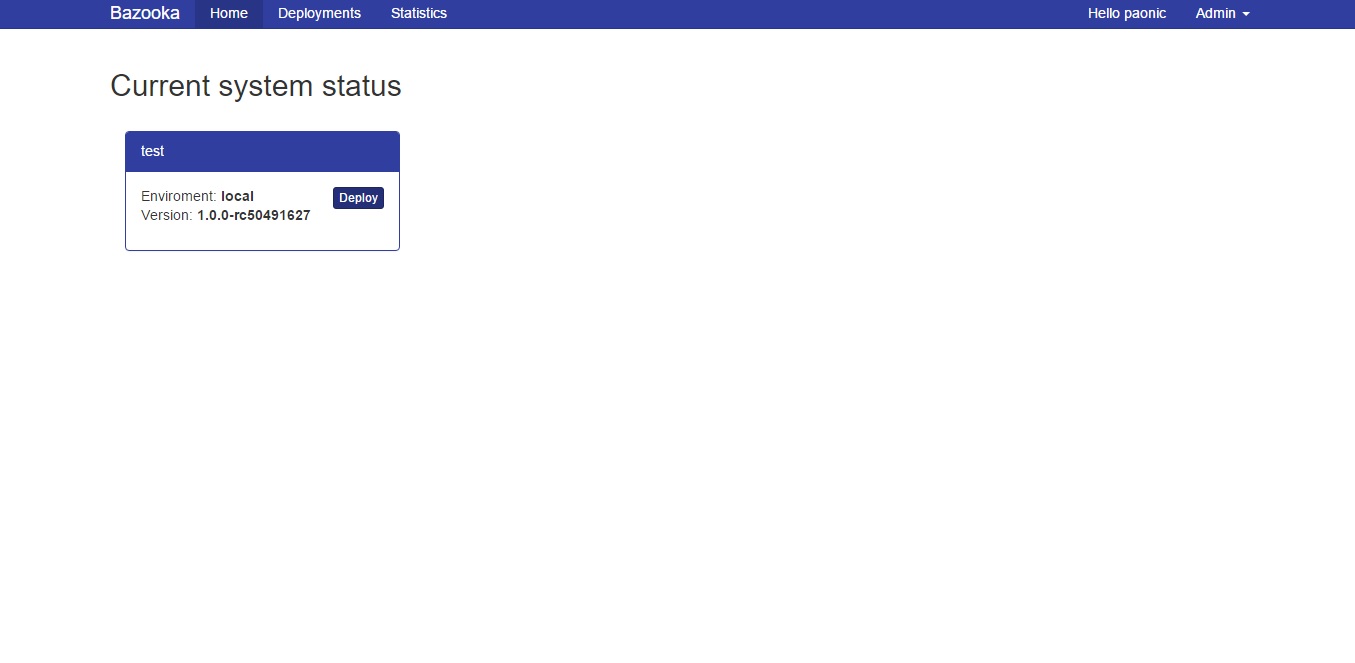 Bazooka Home Deployments Statistics Hello paonic Admin
Current system status
test
Enviroment: local Deploy
Version: 1.0.0-rc50491627